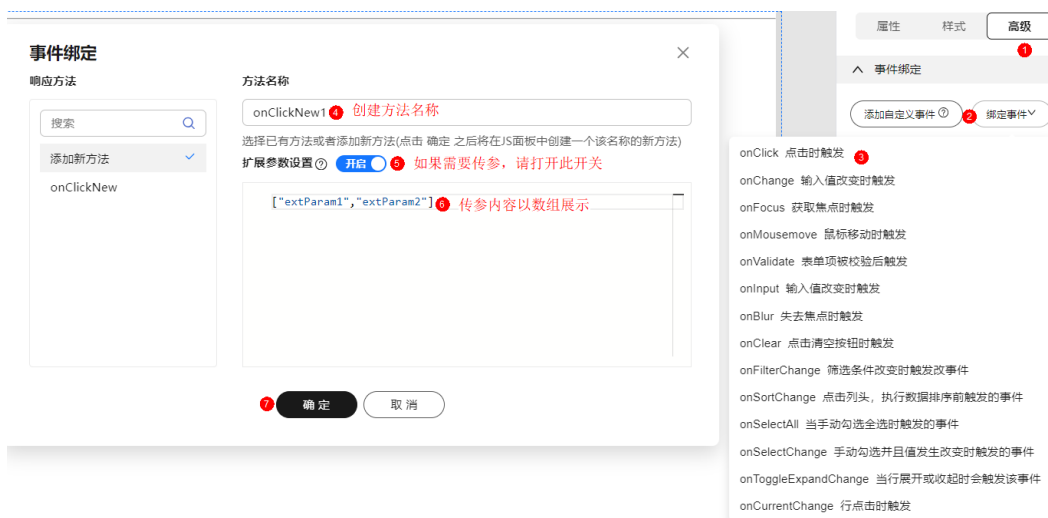 事件绑定
响应方法
搜索
添加新方法
onClickNew
方法名称
onClickNew1 4 创建方法名称
选择已有方法或者添加新方法(点击 确定 之后将在JS面板中创建一个该名称的新方法)
扩展参数设置 ? 开启 5 如果需要传参，请打开此开关
["extParam1","extParam2"] 6 传参内容以数组展示
7 确定 取消
属性 样式 高级
1
事件绑定
添加自定义事件 ? 2 绑定事件
onClick 点击时触发 3
onChange 输入值改变时触发
onFocus 获取焦点时触发
onMousemove 鼠标移动时触发
onValidate 表单项被校验后触发
onInput 输入值改变时触发
onBlur 失去焦点时触发
onClear 点击清空按钮时触发
onFilterChange 筛选条件改变时触发改事件
onSortChange 点击列头，执行数据排序前触发的事件
onSelectAll 当手动勾选全选时触发的事件
onSelectChange 手动勾选并且值发生改变时触发的事件
onToggleExpandChange 当行展开或收起时会触发该事件
onCurrentChange 行点击时触发